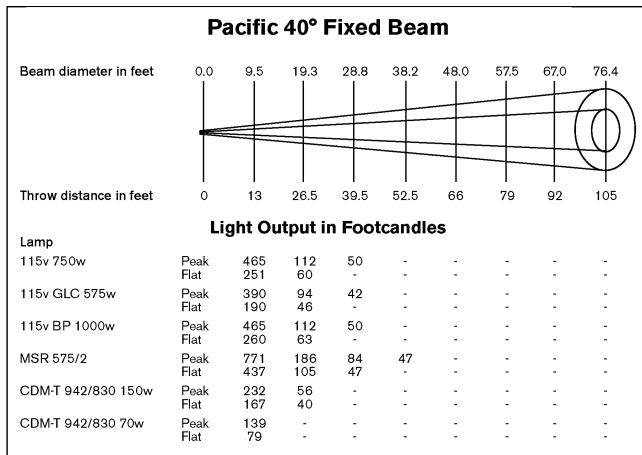 Pacific 40° Fixed Beam
Beam diameter in feet 0.0 9.5 19.3 28.8 38.2 48.0 57.5 67.0 76.4
Throw distance in feet 0 13 26.5 39.5 52.5 66 79 92 105
Light Output in Footcandles
Lamp
115v 750w Peak 465 112 50 - - - - -
Flat 251 60 - - - - - -
115v GLC 575w Peak 390 94 42 - - - - -
Flat 190 46 - - - - - -
115v BP 1000w Peak 465 112 50 - - - - -
Flat 260 63 - - - - - -
MSR 575/2 Peak 771 186 84 47 - - - -
Flat 437 105 47 - - - - -
CDM-T 942/830 150w Peak 232 56 - - - - - -
Flat 167 40 - - - - - -
CDM-T 942/830 70w Peak 139 - - - - - - -
Flat 79 - - - - - - -